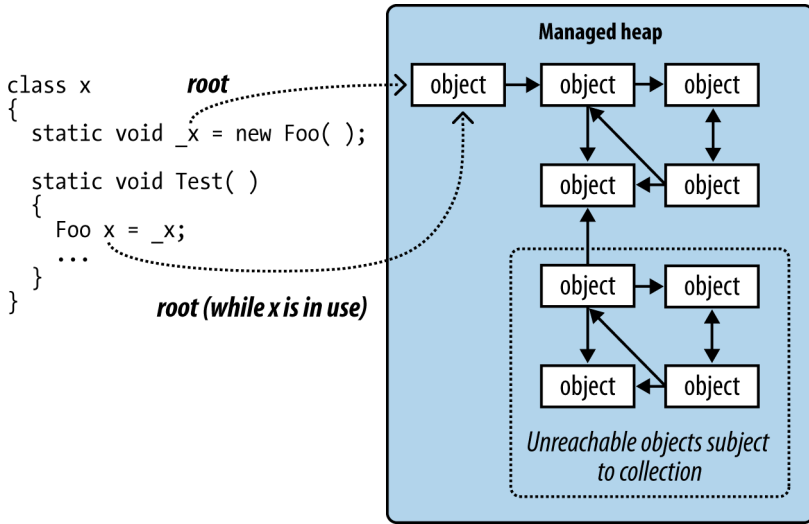 Managed heap
class x
{
static void _x = new Foo( );
static void Test( )
{
Foo x = _x;
...
}
}
root
root (while x is in use)
object
object
object
object
object
object
object
object
object
Unreachable objects subject
to collection